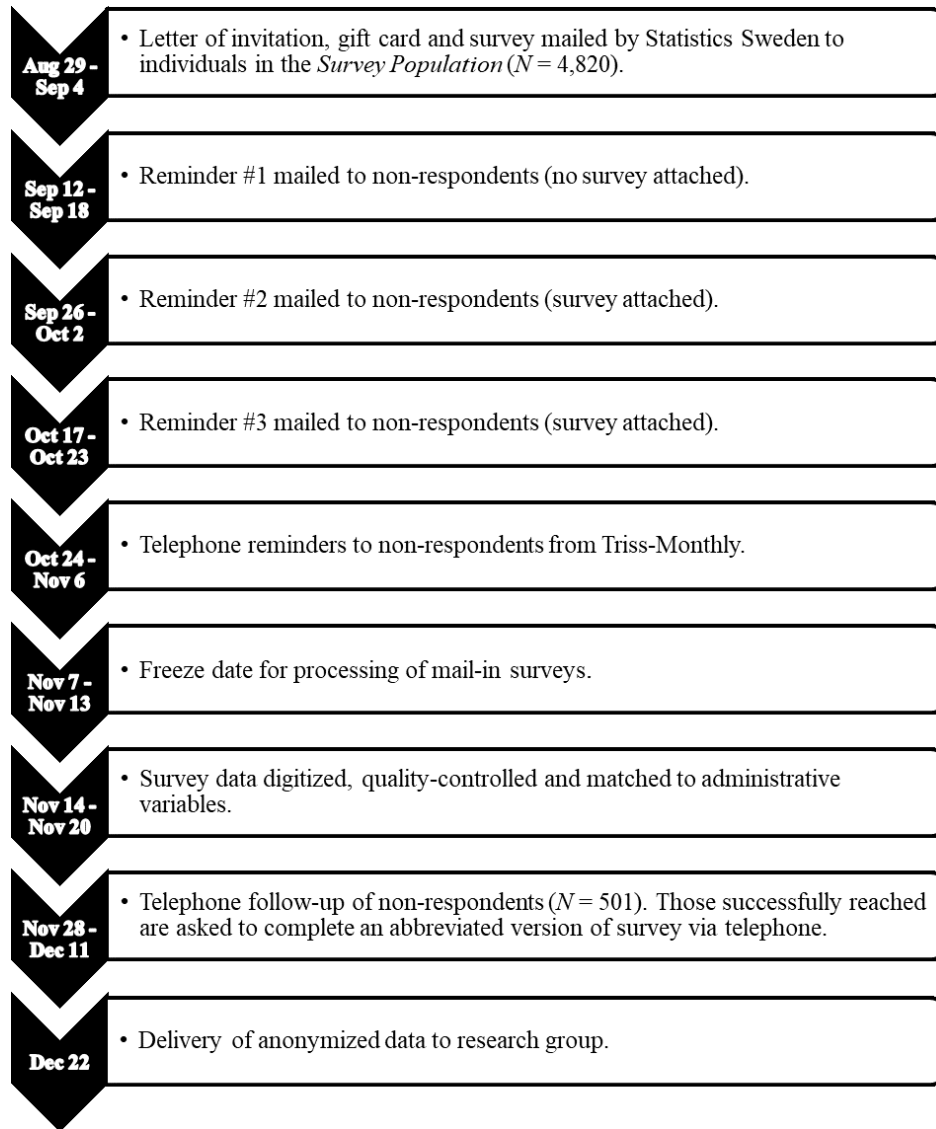 Aug 29 -
Sep 4
• Letter of invitation, gift card and survey mailed by Statistics Sweden to
individuals in the Survey Population (N = 4,820).
Sep 12 -
Sep 18
• Reminder #1 mailed to non-respondents (no survey attached).
Sep 26 -
Oct 2
• Reminder #2 mailed to non-respondents (survey attached).
Oct 17 -
Oct 23
• Reminder #3 mailed to non-respondents (survey attached).
Oct 24 -
Nov 6
• Telephone reminders to non-respondents from Triss-Monthly.
Nov 7 -
Nov 13
• Freeze date for processing of mail-in surveys.
Nov 14 -
Nov 20
• Survey data digitized, quality-controlled and matched to administrative
variables.
Nov 28 -
Dec 11
• Telephone follow-up of non-respondents (N = 501). Those successfully reached
are asked to complete an abbreviated version of survey via telephone.
Dec 22
• Delivery of anonymized data to research group.